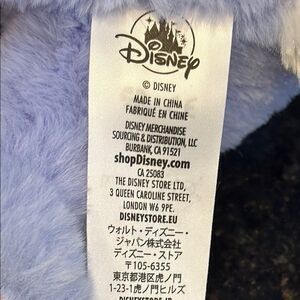 Disney
© DISNEY
MADE IN CHINA
FABRIQUÉ EN CHINE
DISNEY MERCHANDISE
SOURCING & DISTRIBUTION, LLC
BURBANK, CA 91521
shopDisney.com
CA 25083
THE DISNEY STORE LTD,
3 QUEEN CAROLINE STREET,
LONDON W6 9PE.
DISNEYSTORE.EU
ウォルト・ディズニー・
ジャパン株式会社
ディズニー・ストア
〒105-6355
東京都港区虎ノ門
1-23-1虎ノ門ヒルズ
DISNEYSTORE.JP